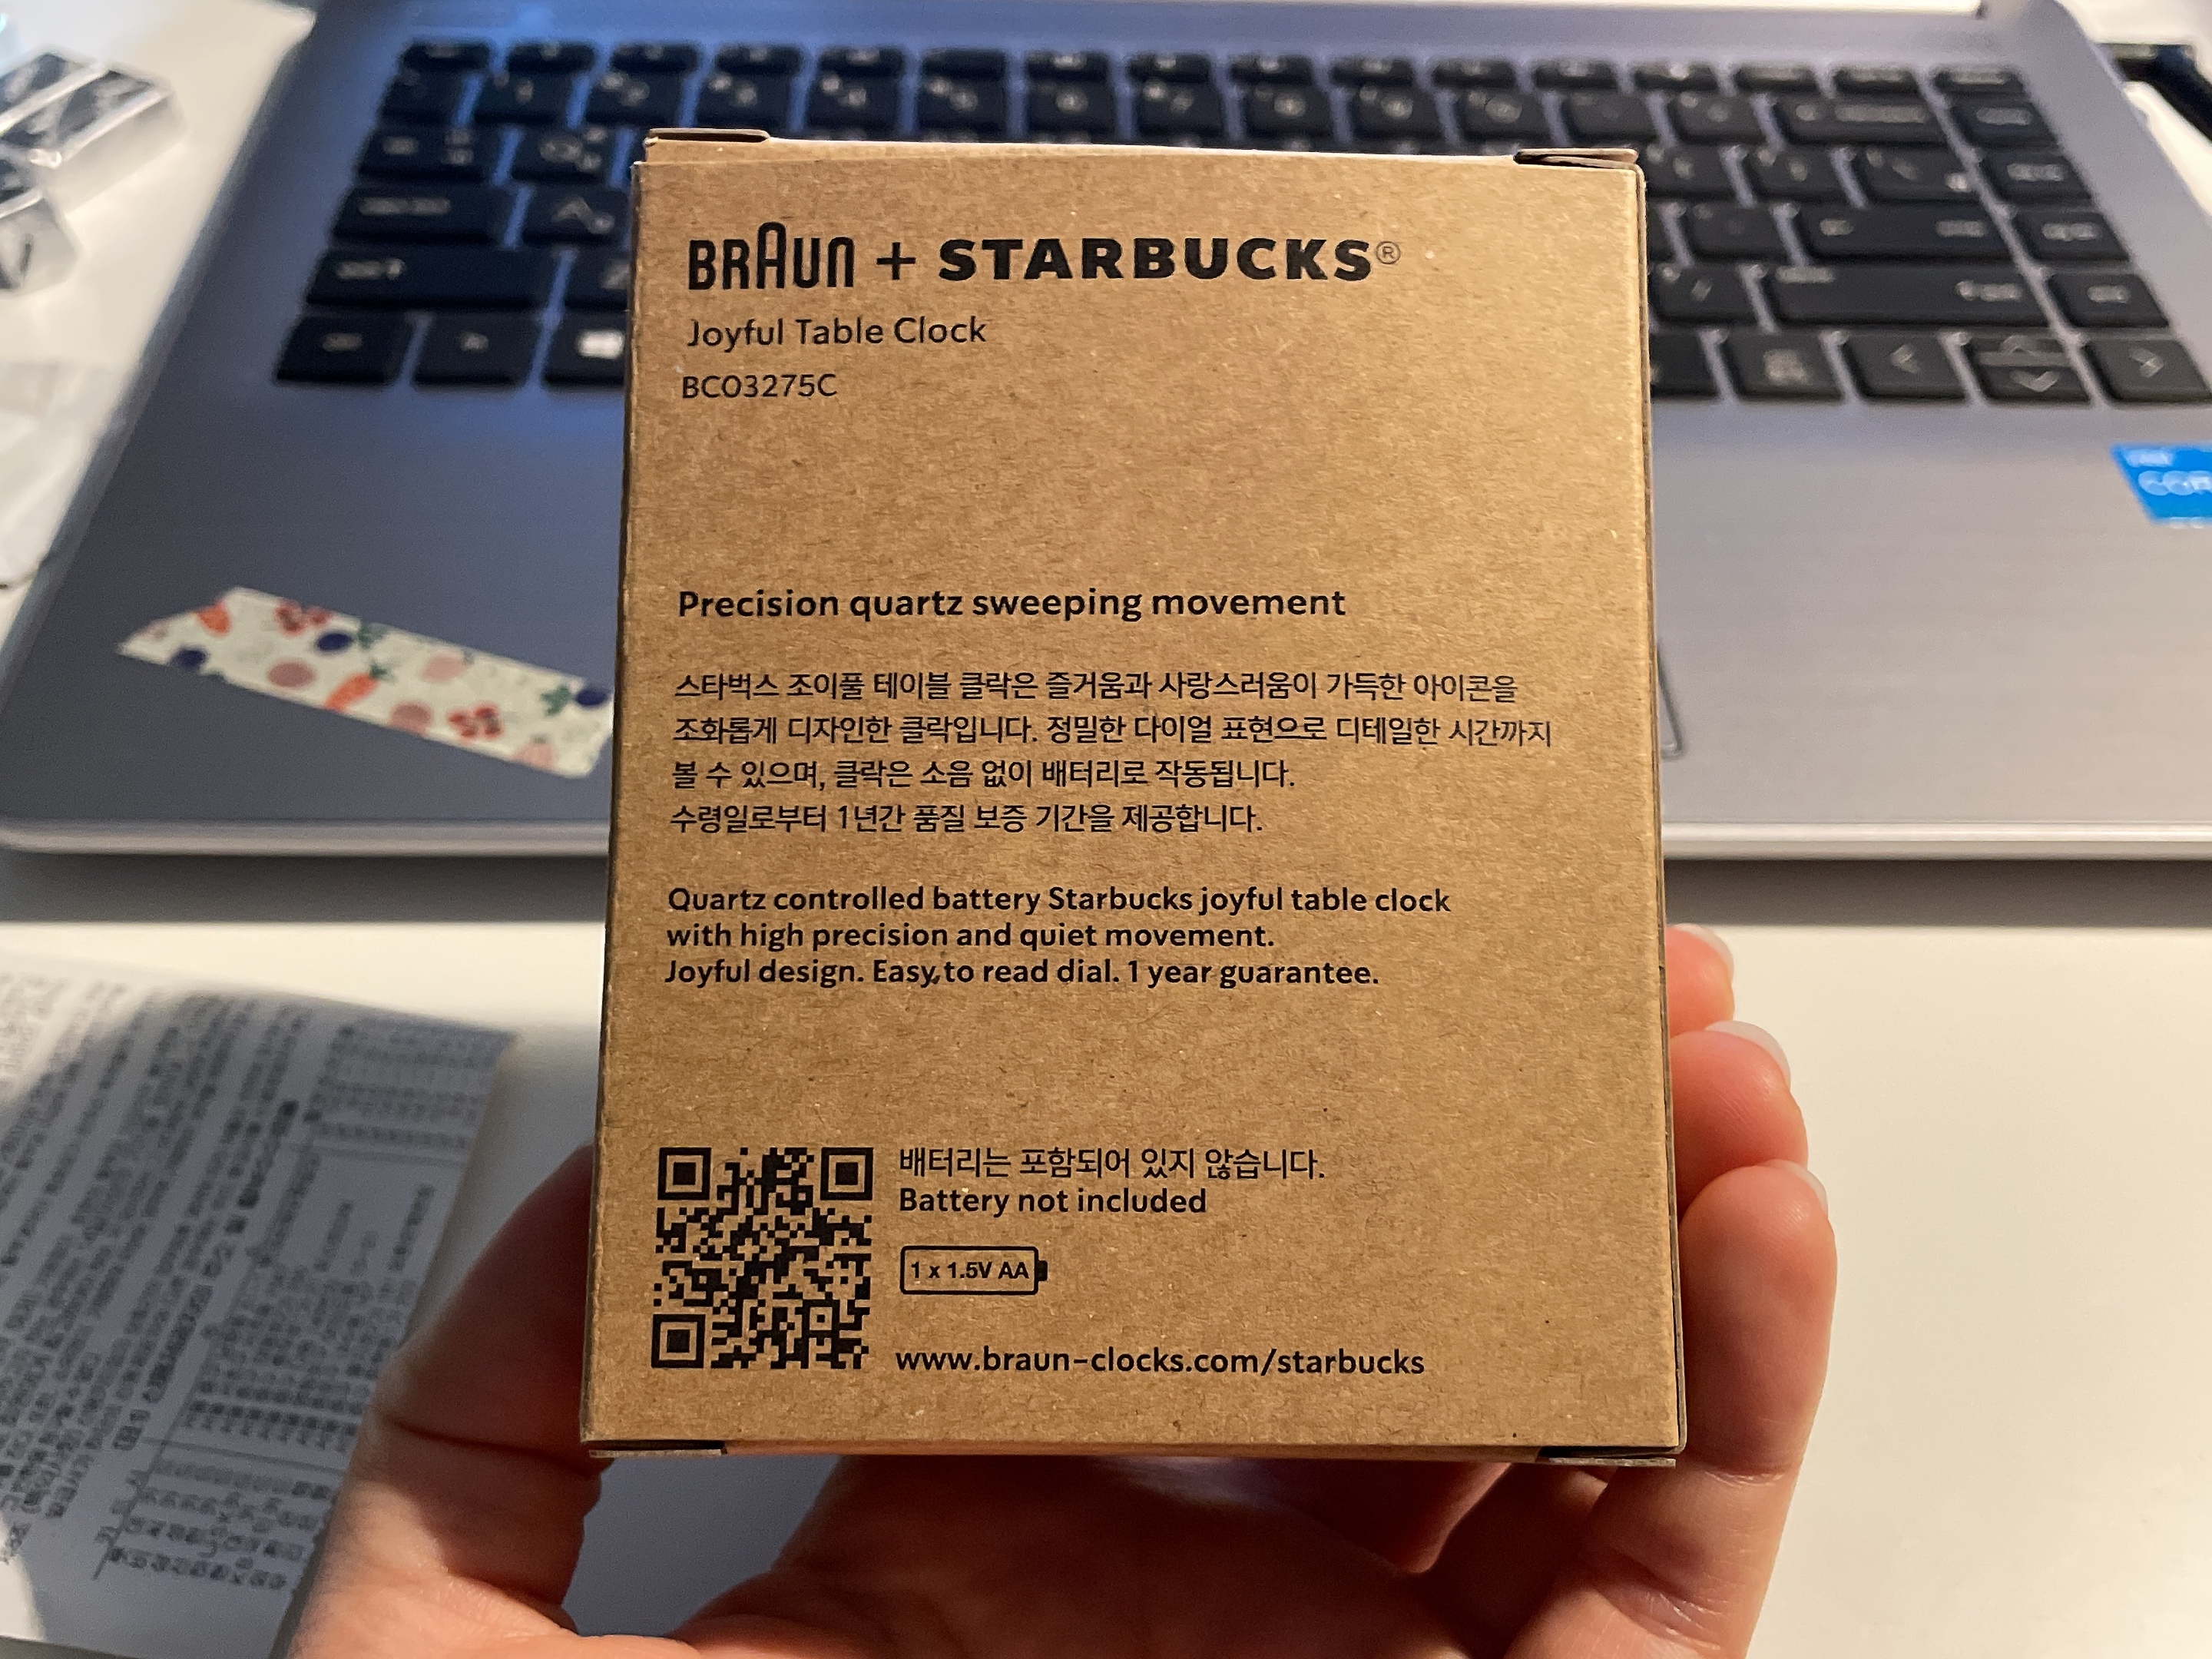 BRAUN + STARBUCKS®
Joyful Table Clock
BC03275C
Precision quartz sweeping movement
스타벅스 조이풀 테이블 클락은 즐거움과 사랑스러움이 가득한 아이콘을
조화롭게 디자인한 클락입니다. 정밀한 다이얼 표현으로 디테일한 시간까지
볼 수 있으며, 클락은 소음 없이 배터리로 작동됩니다.
수령일로부터 1년간 품질 보증 기간을 제공합니다.
Quartz controlled battery Starbucks joyful table clock
with high precision and quiet movement.
Joyful design. Easy to read dial. 1 year guarantee.
배터리는 포함되어 있지 않습니다.
Battery not included
1 x 1.5V AA
www.braun-clocks.com/starbucks